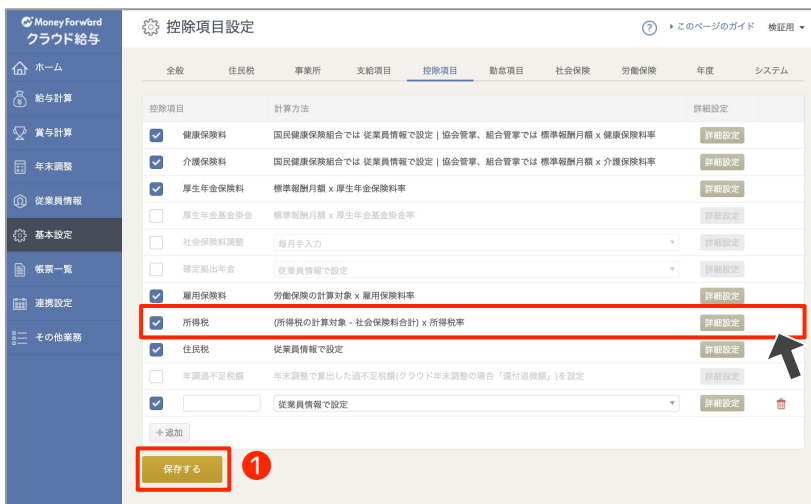 Money Forward
クラウド給与
控除項目設定
? このページのガイド 検証用
ホーム
給与計算
賞与計算
年末調整
従業員情報
基本設定
帳票一覧
連携設定
その他業務
全般 住民税 事業所 支給項目 控除項目 勤怠項目 社会保険 労働保険 年度 システム
控除項目 計算方法 詳細設定
健康保険料 国民健康保険組合では 従業員情報で設定 | 協会管掌、組合管掌では 標準報酬月額 x 健康保険料率 詳細設定
介護保険料 国民健康保険組合では 従業員情報で設定 | 協会管掌、組合管掌では 標準報酬月額 x 介護保険料率 詳細設定
厚生年金保険料 標準報酬月額 x 厚生年金保険料率 詳細設定
厚生年金基金掛金 標準報酬月額 x 厚生年金基金掛金率 詳細設定
社会保険料調整 毎月手入力 詳細設定
確定拠出年金 従業員情報で設定 詳細設定
雇用保険料 労働保険の計算対象 x 雇用保険料率 詳細設定
所得税 (所得税の計算対象 - 社会保険料合計) x 所得税率 詳細設定
住民税 従業員情報で設定 詳細設定
年調過不足税額 年末調整で算出した過不足税額(クラウド年末調整の場合「還付追徴額」)を設定 詳細設定
従業員情報で設定 詳細設定
+追加
保存する 1